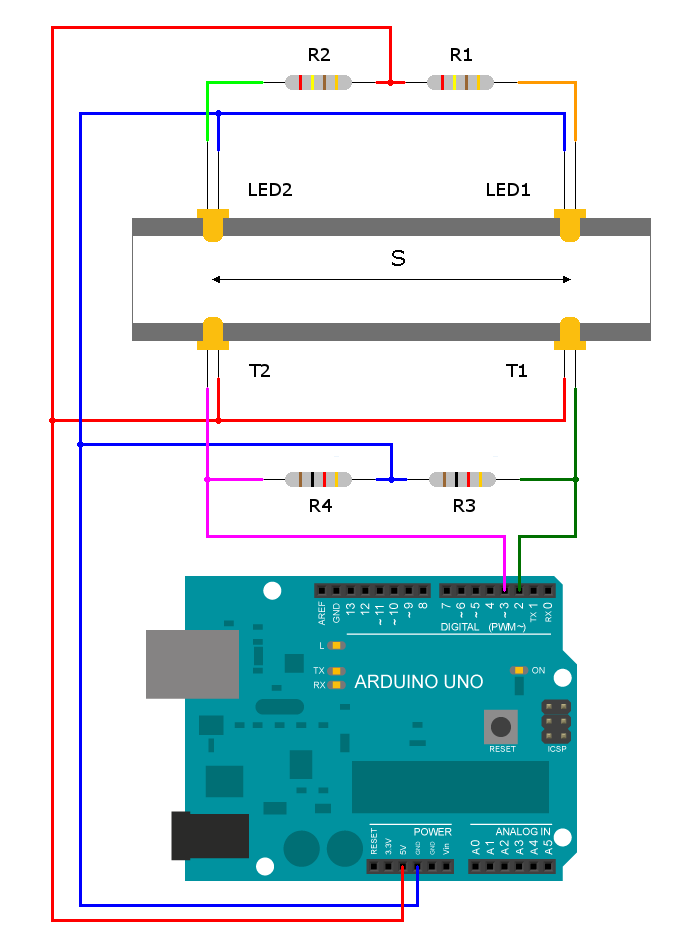 R2 R1
LED2 LED1
S
T2 T1
R4 R3
AREF GND 13 12 ~11 ~10 ~9 8 7 ~6 ~5 4 ~3 2 TX 1 RX 0
DIGITAL (PWM~)
L
TX
RX
ARDUINO UNO
ON
RESET
ICSP
POWER ANALOG IN
RESET 3.3V 5V GND GND Vin A0 A1 A2 A3 A4 A5